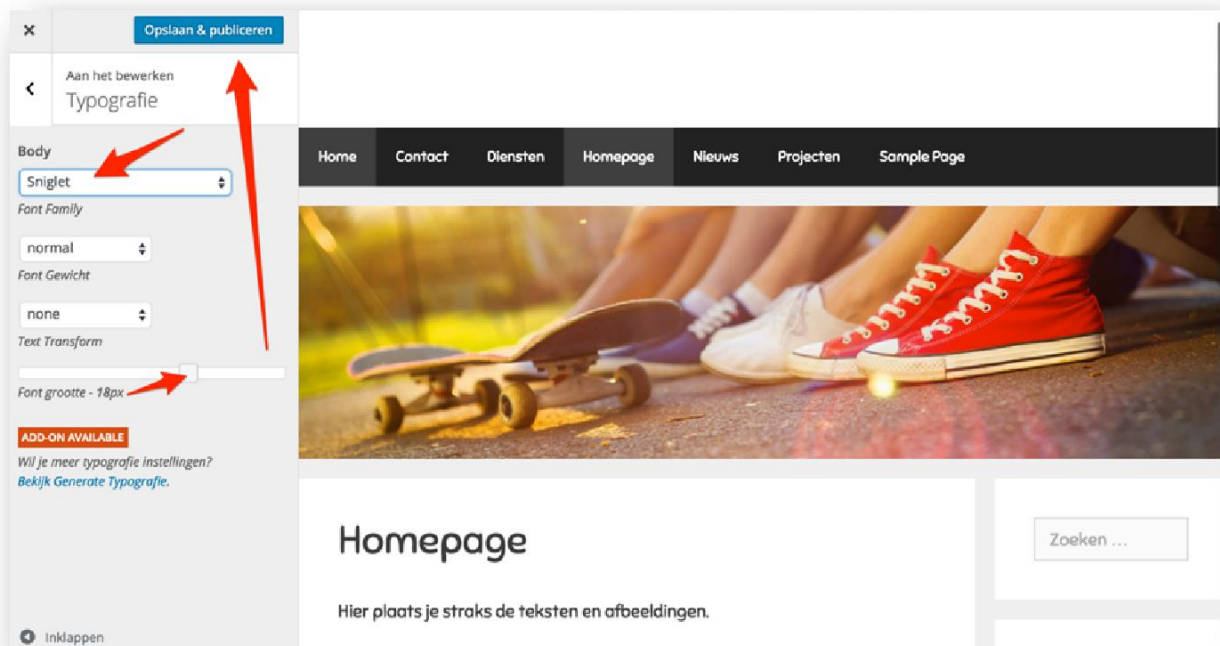 Opslaan & publiceren
Aan het bewerken
Typografie
Body
Sniglet
Font Family
normal
Font Gewicht
none
Text Transform
Font grootte - 18px
ADD-ON AVAILABLE
Wil je meer typografie instellingen?
Bekijk Generate Typografie.
Inklappen
Home Contact Diensten Homepage Nieuws Projecten Sample Page
Homepage
Hier plaats je straks de teksten en afbeeldingen.
Zoeken ...